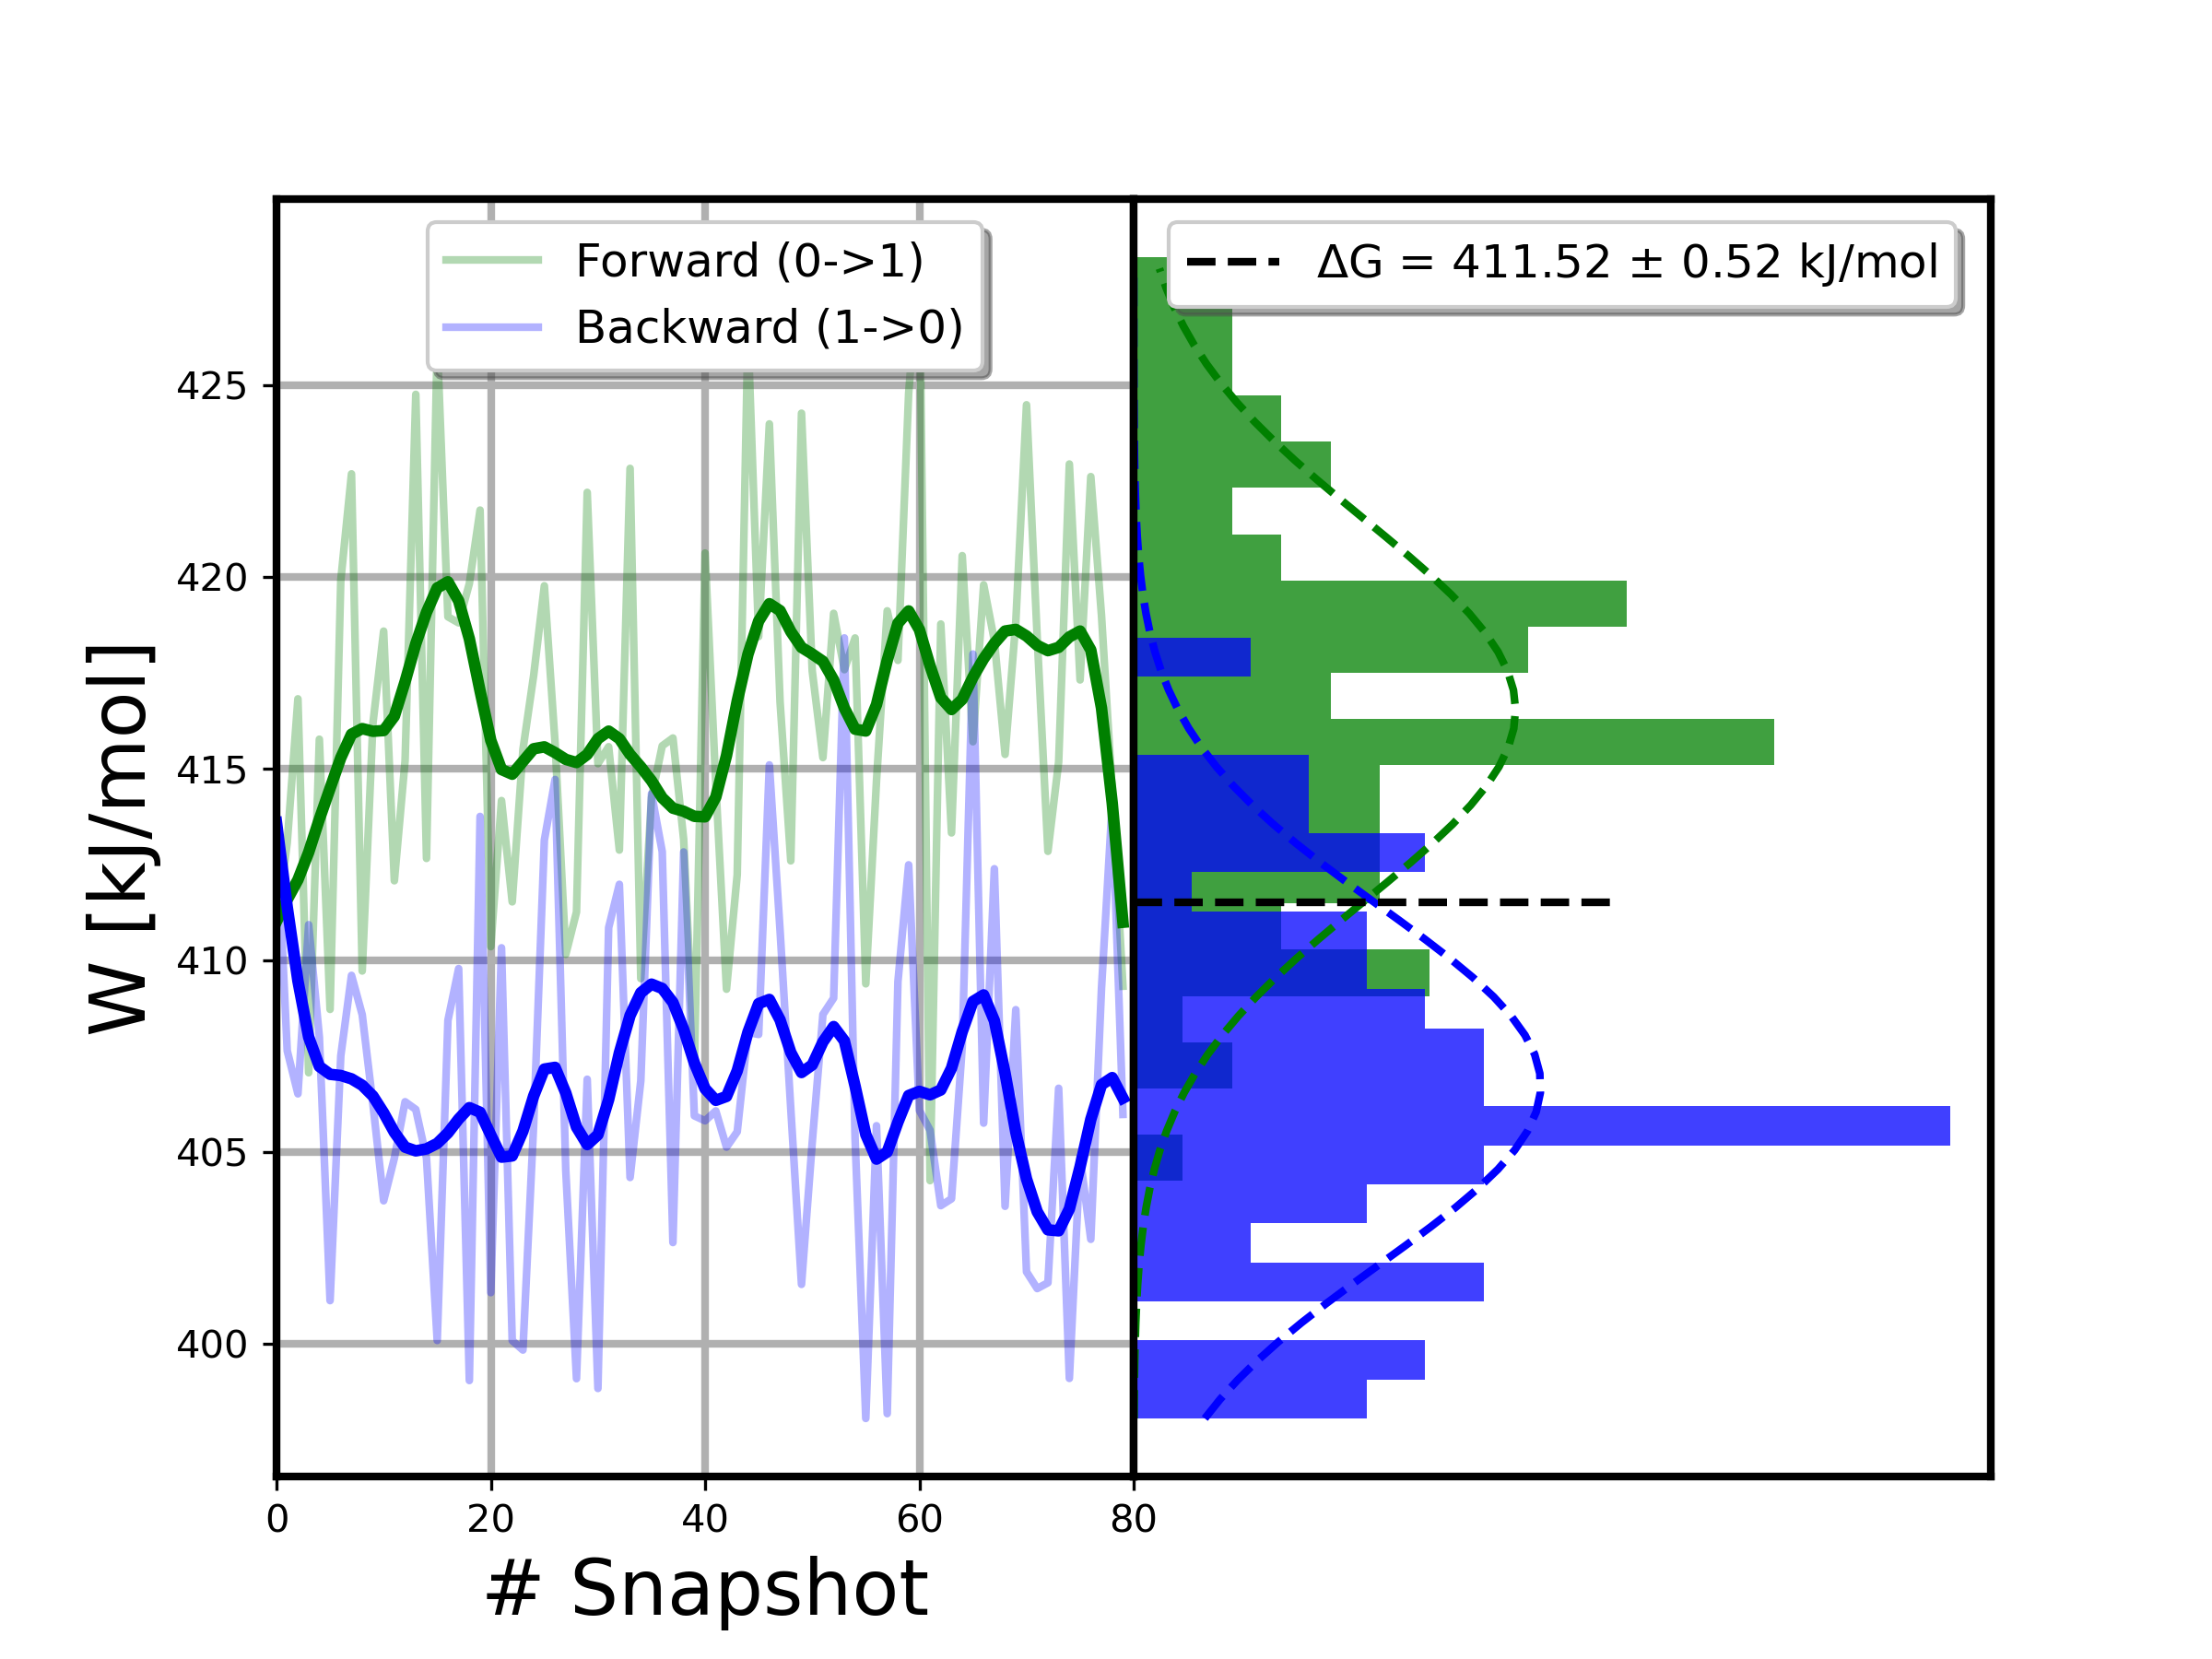 Forward (0->1)
Backward (1->0)
ΔG = 411.52 ± 0.52 kJ/mol
W [kJ/mol]
425
420
415
410
405
400
0 20 40 60 80
# Snapshot